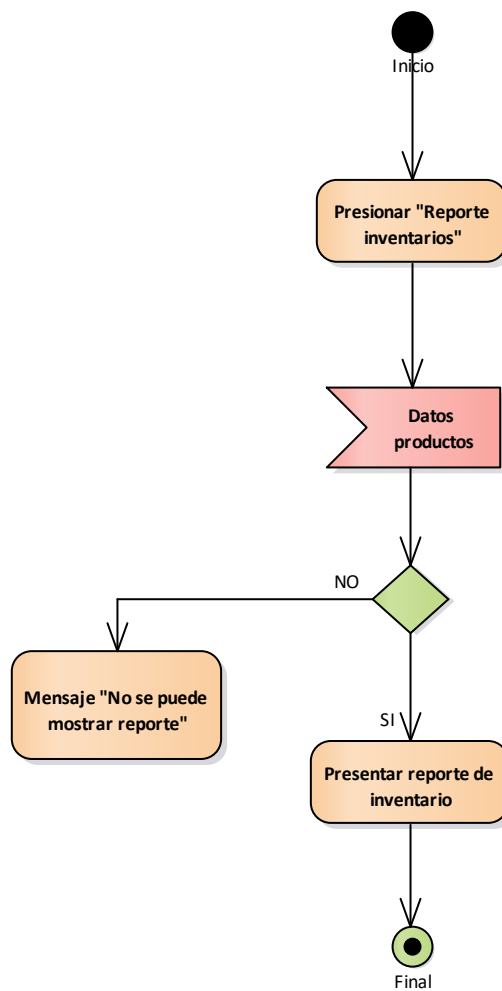 Inicio
Presionar "Reporte
inventarios"
Datos
productos
NO
Mensaje "No se puede
mostrar reporte"
SI
Presentar reporte de
inventario
Final